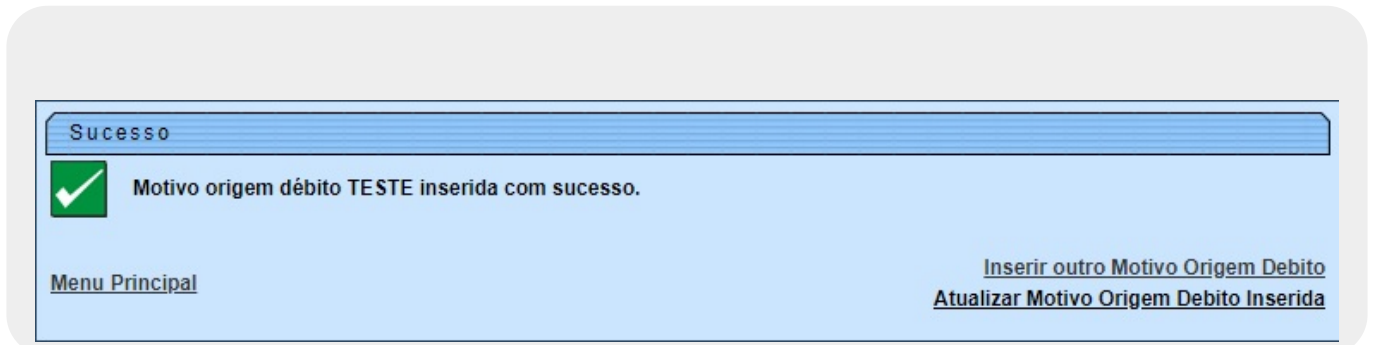 Sucesso
Motivo origem débito TESTE inserida com sucesso.
Menu Principal
Inserir outro Motivo Origem Debito
Atualizar Motivo Origem Debito Inserida